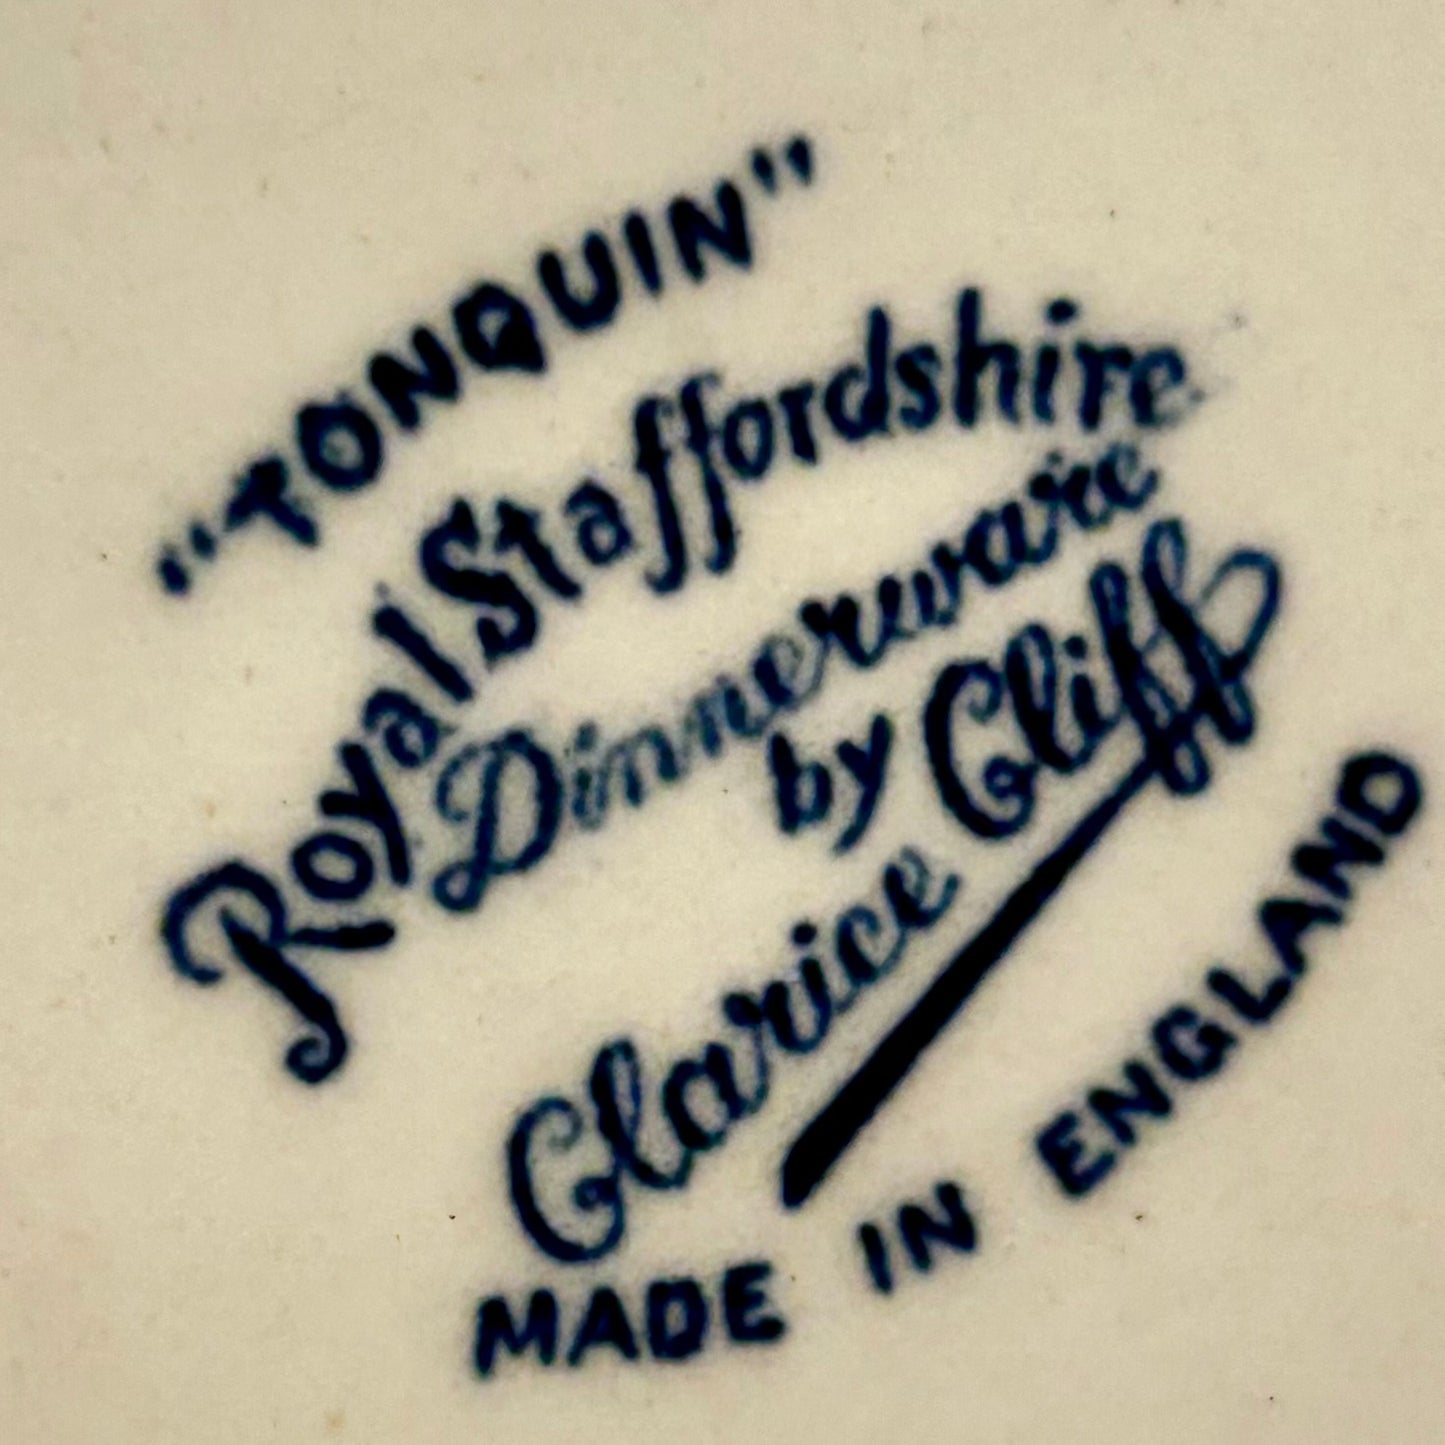 "TONQUIN"
Royal Staffordshire
Dinnerware
by
Clarice Cliff
MADE IN ENGLAND